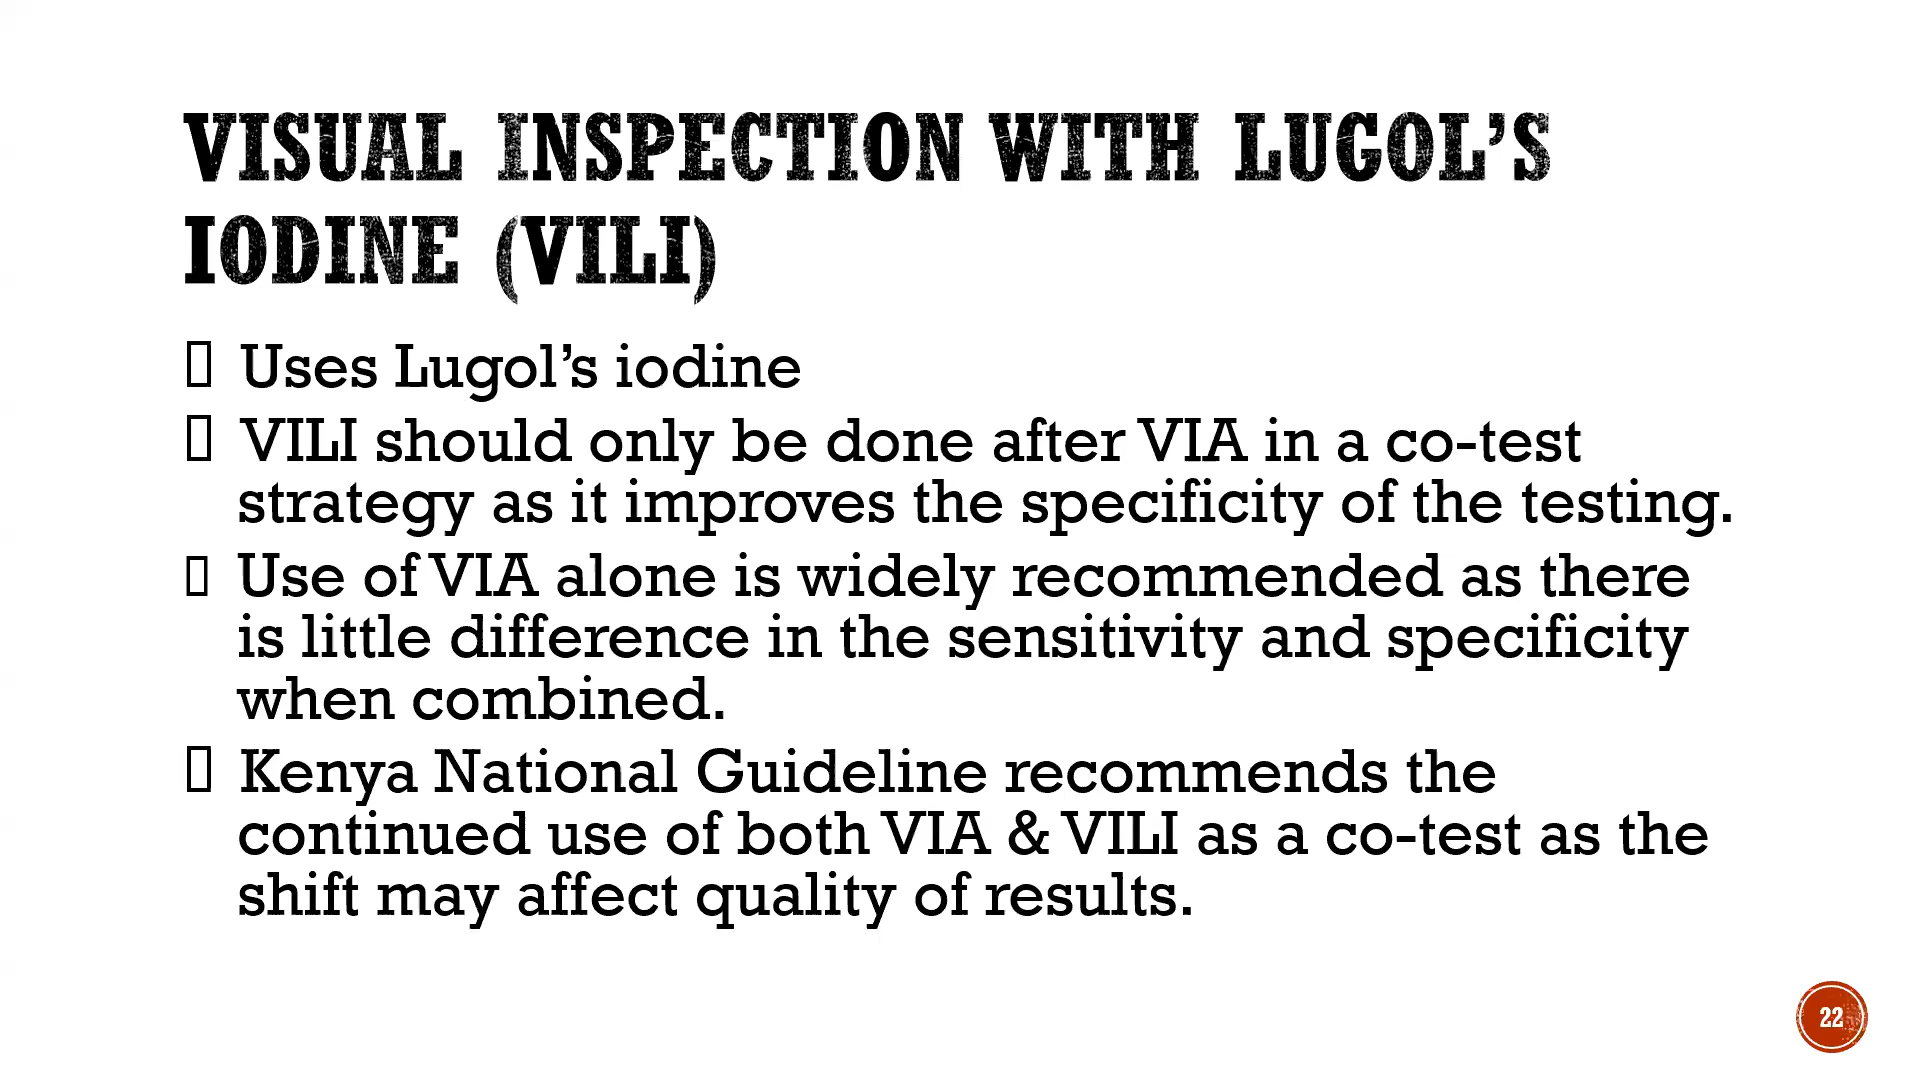 VISUAL INSPECTION WITH LUGOL’S
IODINE (VILI)
Uses Lugol’s iodine
VILI should only be done after VIA in a co-test
strategy as it improves the specificity of the testing.
Use of VIA alone is widely recommended as there
is little difference in the sensitivity and specificity
when combined.
Kenya National Guideline recommends the
continued use of both VIA & VILI as a co-test as the
shift may affect quality of results.
22